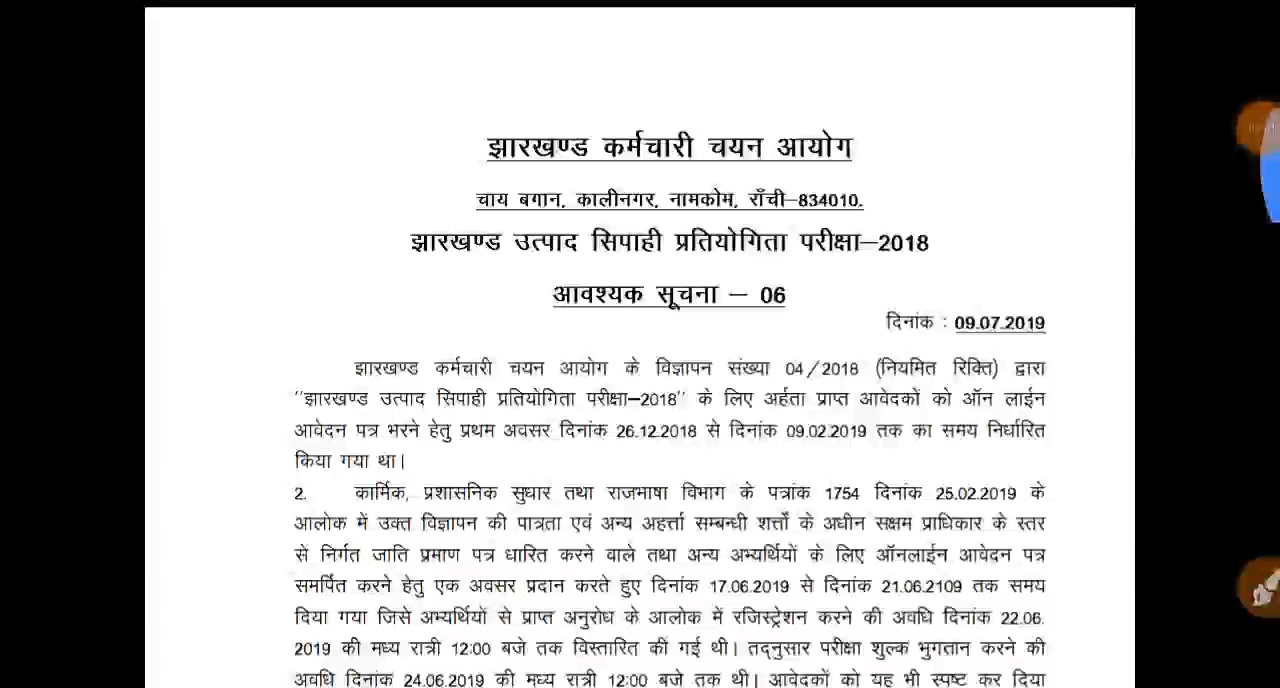 झारखण्ड कर्मचारी चयन आयोग
चाय बगान, कालीनगर, नामकोम, राँची–834010.
झारखण्ड उत्पाद सिपाही प्रतियोगिता परीक्षा–2018
आवश्यक सूचना – 06
दिनांक : 09.07.2019
झारखण्ड कर्मचारी चयन आयोग के विज्ञापन संख्या 04/2018 (नियमित रिक्ति) द्वारा
''झारखण्ड उत्पाद सिपाही प्रतियोगिता परीक्षा–2018'' के लिए अर्हता प्राप्त आवेदकों को ऑन लाईन
आवेदन पत्र भरने हेतु प्रथम अवसर दिनांक 26.12.2018 से दिनांक 09.02.2019 तक का समय निर्धारित
किया गया था।
2. कार्मिक, प्रशासनिक सुधार तथा राजभाषा विभाग के पत्रांक 1754 दिनांक 25.02.2019 के
आलोक में उक्त विज्ञापन की पात्रता एवं अन्य अहर्त्ता सम्बन्धी शर्त्तों के अधीन सक्षम प्राधिकार के स्तर
से निर्गत जाति प्रमाण पत्र धारित करने वाले तथा अन्य अभ्यर्थियों के लिए ऑनलाईन आवेदन पत्र
समर्पित करने हेतु एक अवसर प्रदान करते हुए दिनांक 17.06.2019 से दिनांक 21.06.2109 तक समय
दिया गया जिसे अभ्यर्थियों से प्राप्त अनुरोध के आलोक में रजिस्ट्रेशन करने की अवधि दिनांक 22.06.
2019 की मध्य रात्री 12:00 बजे तक विस्तारित की गई थी। तद्नुसार परीक्षा शुल्क भुगतान करने की
अवधि दिनांक 24.06.2019 की मध्य रात्री 12:00 बजे तक थी। आवेदकों को यह भी स्पष्ट कर दिया